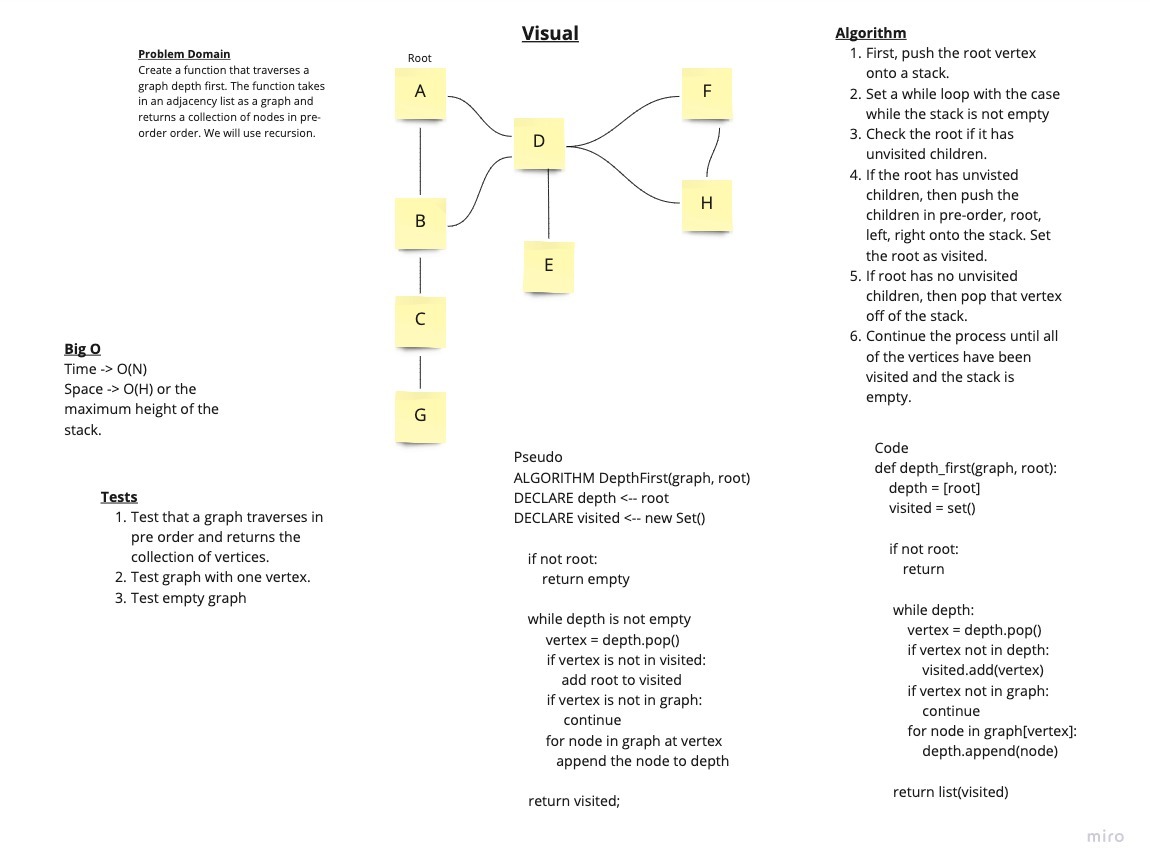 Visual
Problem Domain
Create a function that traverses a
graph depth first. The function takes
in an adjacency list as a graph and
returns a collection of nodes in pre-
order order. We will use recursion.
Root
A
F
D
B
H
E
C
G
Algorithm
1. First, push the root vertex
onto a stack.
2. Set a while loop with the case
while the stack is not empty
3. Check the root if it has
unvisited children.
4. If the root has unvisted
children, then push the
children in pre-order, root,
left, right onto the stack. Set
the root as visited.
5. If root has no unvisited
children, then pop that vertex
off of the stack.
6. Continue the process until all
of the vertices have been
visited and the stack is
empty.
Big O
Time -> O(N)
Space -> O(H) or the
maximum height of the
stack.
Tests
1. Test that a graph traverses in
pre order and returns the
collection of vertices.
2. Test graph with one vertex.
3. Test empty graph
Pseudo
ALGORITHM DepthFirst(graph, root)
DECLARE depth <-- root
DECLARE visited <-- new Set()
if not root:
return empty
while depth is not empty
vertex = depth.pop()
if vertex is not in visited:
add root to visited
if vertex is not in graph:
continue
for node in graph at vertex
append the node to depth
return visited;
Code
def depth_first(graph, root):
depth = [root]
visited = set()
if not root:
return
while depth:
vertex = depth.pop()
if vertex not in depth:
visited.add(vertex)
if vertex not in graph:
continue
for node in graph[vertex]:
depth.append(node)
return list(visited)
miro